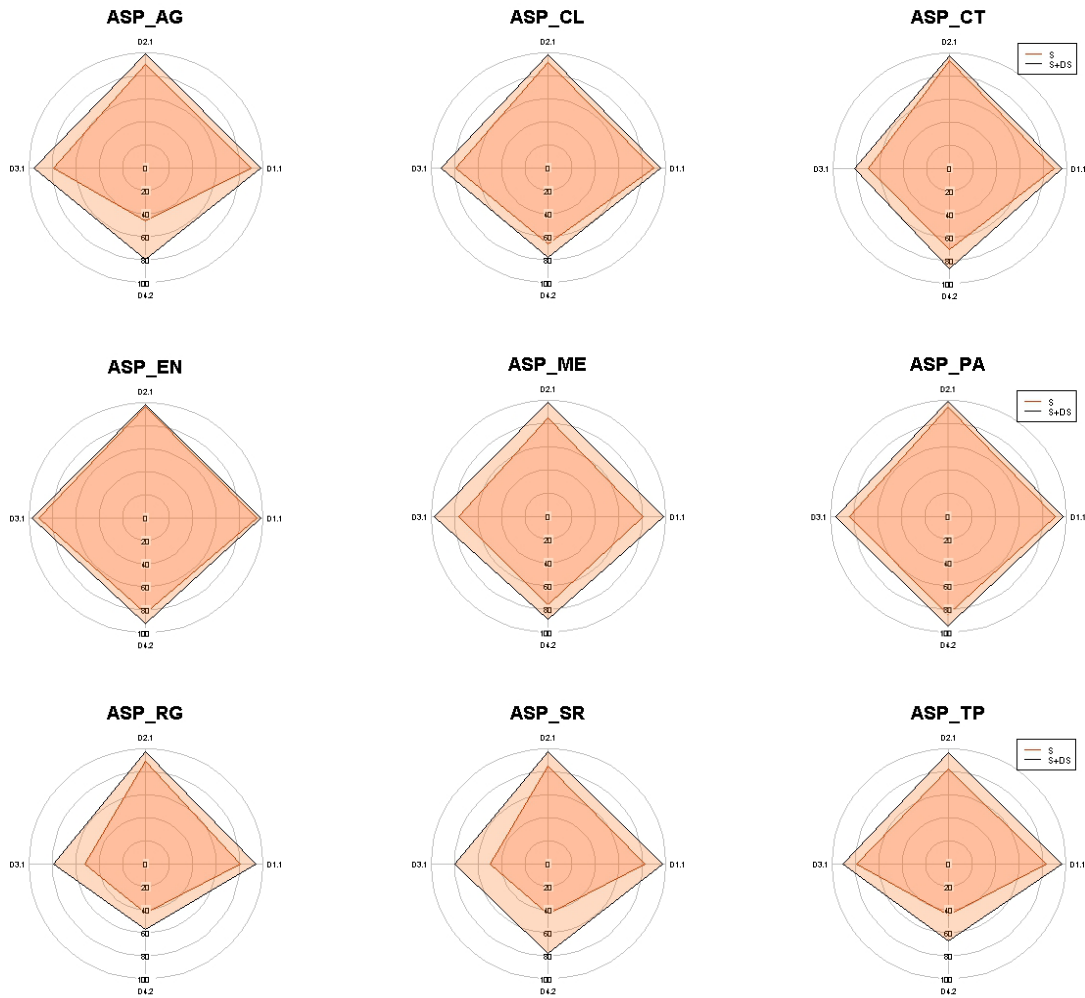 ASP_AG
D2.1
D3.1
D1.1
0
20
40
60
80
100
D4.2
ASP_CL
D2.1
D3.1
D1.1
0
20
40
60
80
100
D4.2
ASP_CT
D2.1
S
S+DS
D3.1
D1.1
0
20
40
60
80
100
D4.2
ASP_EN
D2.1
D3.1
D1.1
0
20
40
60
80
100
D4.2
ASP_ME
D2.1
D3.1
D1.1
0
20
40
60
80
100
D4.2
ASP_PA
D2.1
S
S+DS
D3.1
D1.1
0
20
40
60
80
100
D4.2
ASP_RG
D2.1
D3.1
D1.1
0
20
40
60
80
100
D4.2
ASP_SR
D2.1
D3.1
D1.1
0
20
40
60
80
100
D4.2
ASP_TP
D2.1
S
S+DS
D3.1
D1.1
0
20
40
60
80
100
D4.2